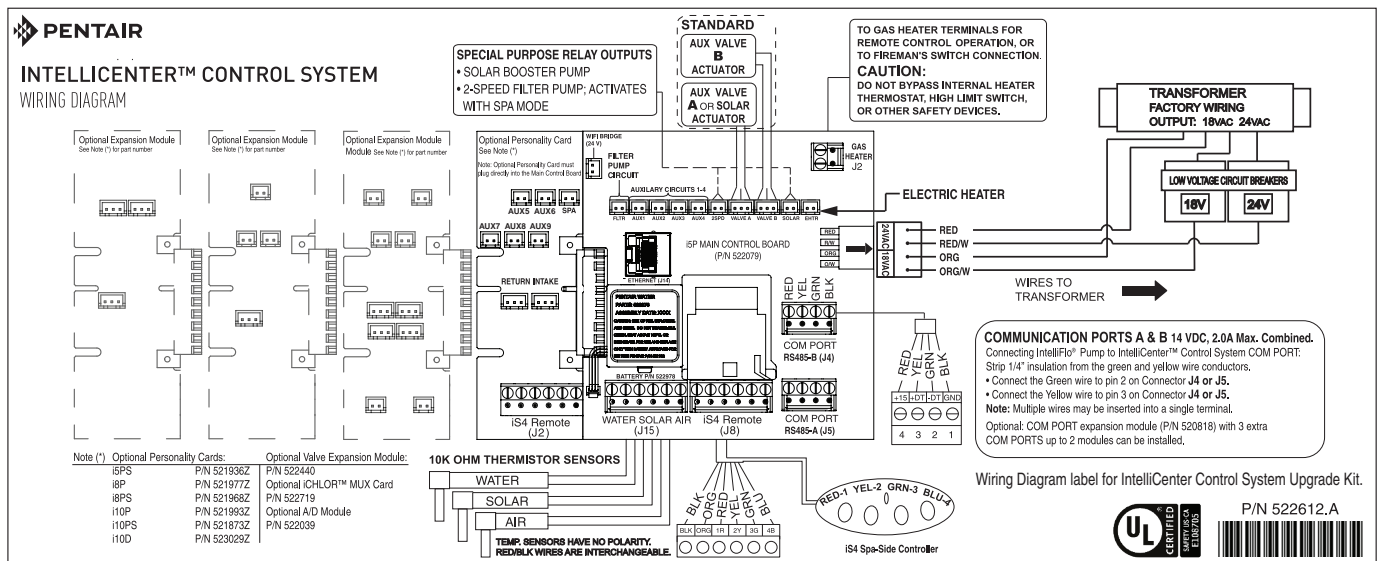 PENTAIR
INTELLICENTER™ CONTROL SYSTEM
WIRING DIAGRAM
SPECIAL PURPOSE RELAY OUTPUTS
• SOLAR BOOSTER PUMP
• 2-SPEED FILTER PUMP; ACTIVATES
WITH SPA MODE
STANDARD
AUX VALVE
B
ACTUATOR
AUX VALVE
A OR SOLAR
ACTUATOR
TO GAS HEATER TERMINALS FOR
REMOTE CONTROL OPERATION, OR
TO FIREMAN'S SWITCH CONNECTION.
CAUTION:
DO NOT BYPASS INTERNAL HEATER
THERMOSTAT, HIGH LIMIT SWITCH,
OR OTHER SAFETY DEVICES.
TRANSFORMER
FACTORY WIRING
OUTPUT: 18VAC 24VAC
LOW VOLTAGE CIRCUIT BREAKERS
18V
24V
Optional Expansion Module
See Note (*) for part number
Optional Expansion Module
See Note (*) for part number
Optional Expansion Module
Module See Note (*) for part number
Optional Personality Card
See Note (*)
Note: Optional Personality Card must
plug directly into the Main Control Board
WIFI BRIDGE
(24 V)
FILTER
PUMP
CIRCUIT
AUXILARY CIRCUITS 1-4
GAS
HEATER
J2
ELECTRIC HEATER
AUX5 AUX6 SPA
FLTR AUX1 AUX2 AUX3 AUX4 2SPD VALVE A VALVE B SOLAR EHTR
AUX7 AUX8 AUX9
i5P MAIN CONTROL BOARD
(P/N 522079)
RED
R/W
ORG
O/W
24VAC
18VAC
RED
RED/W
ORG
ORG/W
WIRES TO
TRANSFORMER
RETURN INTAKE
ETHERNET (J14)
PENTAIR WATER
BATTERY P/N 522978
RED YEL GRN BLK
COM PORT
RS485-B (J4)
COM PORT
RS485-A (J5)
RED YEL GRN BLK
+15 +DT -DT GND
4 3 2 1
iS4 Remote
(J2)
WATER SOLAR AIR
(J15)
iS4 Remote
(J8)
COMMUNICATION PORTS A & B 14 VDC, 2.0A Max. Combined.
Connecting IntelliFlo® Pump to IntelliCenter™ Control System COM PORT:
Strip 1/4" insulation from the green and yellow wire conductors.
• Connect the Green wire to pin 2 on Connector J4 or J5.
• Connect the Yellow wire to pin 3 on Connector J4 or J5.
Note: Multiple wires may be inserted into a single terminal.
Optional: COM PORT expansion module (P/N 520818) with 3 extra
COM PORTS up to 2 modules can be installed.
Note (*) Optional Personality Cards: Optional Valve Expansion Module:
i5PS P/N 521936Z P/N 522440
i8P P/N 521977Z Optional iCHLOR™ MUX Card
i8PS P/N 521968Z P/N 522719
i10P P/N 521993Z Optional A/D Module
i10PS P/N 521873Z P/N 522039
i10D P/N 523029Z
10K OHM THERMISTOR SENSORS
WATER
SOLAR
AIR
TEMP. SENSORS HAVE NO POLARITY.
RED/BLK WIRES ARE INTERCHANGEABLE.
BLK ORG RED YEL GRN BLU
BLK ORG 1R 2Y 3G 4B
RED-1 YEL-2 GRN-3 BLU-4
iS4 Spa-Side Controller
Wiring Diagram label for IntelliCenter Control System Upgrade Kit.
UL
®
CERTIFIED
SAFETY US-CA
E108705
P/N 522612.A